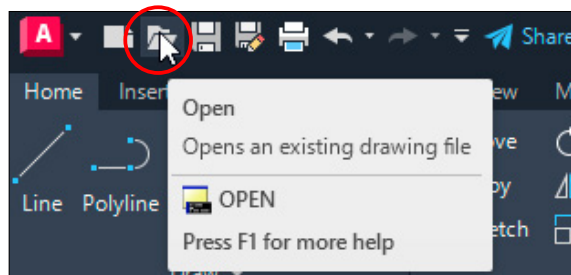 A Share
Home Inser ew M
Open
Opens an existing drawing file
OPEN
Press F1 for more help
Line Polyline
ve
py
etch